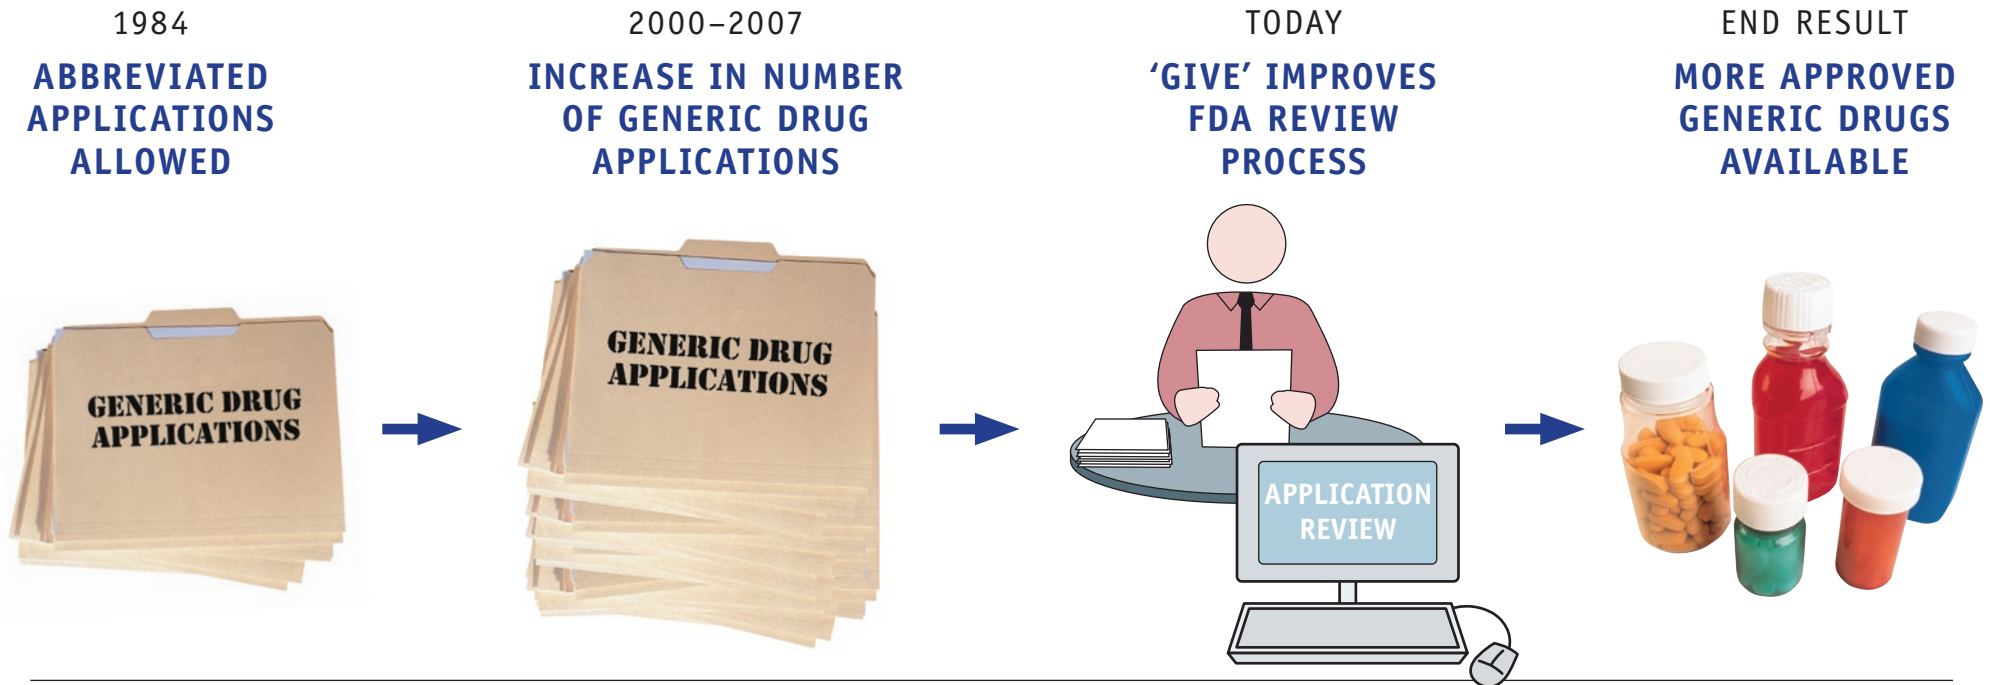 1984
ABBREVIATED
APPLICATIONS
ALLOWED
GENERIC DRUG
APPLICATIONS
2000–2007
INCREASE IN NUMBER
OF GENERIC DRUG
APPLICATIONS
GENERIC DRUG
APPLICATIONS
TODAY
‘GIVE’ IMPROVES
FDA REVIEW
PROCESS
APPLICATION
REVIEW
END RESULT
MORE APPROVED
GENERIC DRUGS
AVAILABLE